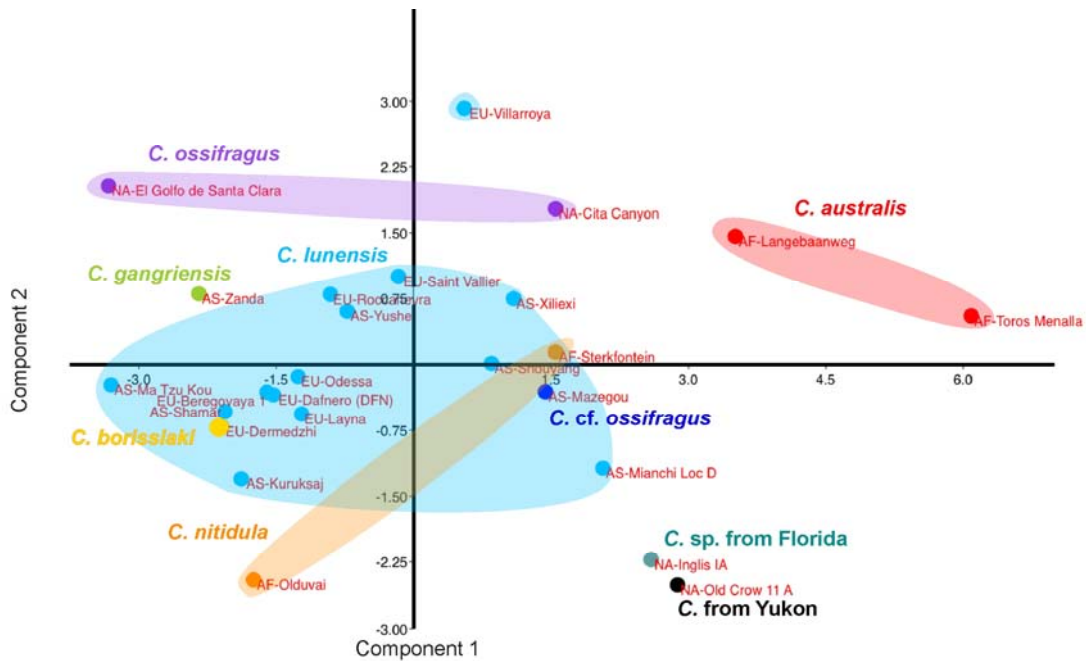 3.00
EU-Villarroya
C. ossifragus
2.25
NA-El Golfo de Santa Clara
NA-Cita Canyon
C. australis
1.50
AF-Langebaanweg
C. lunensis
C. gangriensis
EU-Saint Vallier
AS-Zanda
EU-Roccaneyra
0.75
AS-Xiliexi
AS-Yushe
AF-Toros Menalla
Component 2
AF-Sterkfontein
AS-Shouyang
-3.0
-1.5
1.5
3.0
4.5
6.0
EU-Odessa
AS-Ma Tzu Kou
EU-Beregovaya 1
EU-Dafnero (DFN)
AS-Mazegou
AS-Shamar
EU-Layna
C. cf. ossifragus
C. borissiaki
EU-Dermedzhi
-0.75
AS-Mianchi Loc D
AS-Kuruksaj
-1.50
C. nitidula
C. sp. from Florida
-2.25
NA-Inglis IA
AF-Olduvai
NA-Old Crow 11 A
C. from Yukon
-3.00
Component 1